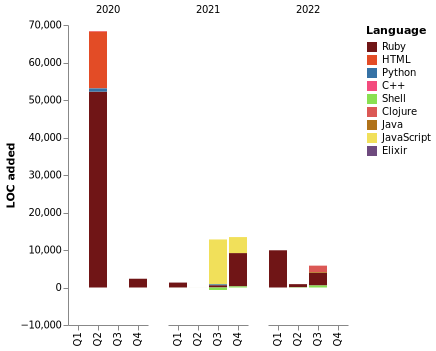 2020 2021 2022
70,000
60,000
50,000
40,000
30,000
20,000
10,000
0
−10,000
LOC added
Q1 Q2 Q3 Q4 Q1 Q2 Q3 Q4 Q1 Q2 Q3 Q4
Language
Ruby
HTML
Python
C++
Shell
Clojure
Java
JavaScript
Elixir